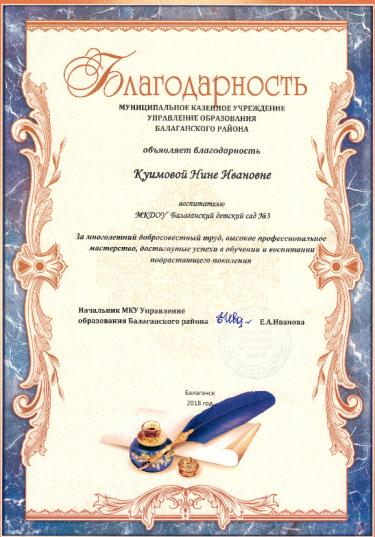 Благодарность
МУНИЦИПАЛЬНОЕ КАЗЕННОЕ УЧРЕЖДЕНИЕ
УПРАВЛЕНИЕ ОБРАЗОВАНИЯ
БАЛАГАНСКОГО РАЙОНА
объявляет благодарность
Куимовой Нине Ивановне
воспитателю
МКДОУ Балаганский детский сад №3
За многолетний добросовестный труд, высокое профессиональное
мастерство, достигнутые успехи в обучении и воспитании
подрастающего поколения
Начальник МКУ Управление
образования Балаганского района Е.А.Иванова
Балаганск
2018 год